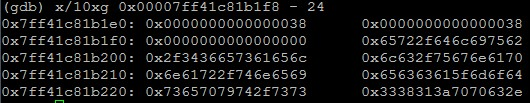 (gdb) x/10xg 0x00007ff41c81b1f8 - 24
0x7ff41c81b1e0: 0x0000000000000038 0x0000000000000038
0x7ff41c81b1f0: 0x0000000000000000 0x65722f646c697562
0x7ff41c81b200: 0x2f3436657361656c 0x6c632f75676e6170
0x7ff41c81b210: 0x6e61722f746e6569 0x656363615f6d6f64
0x7ff41c81b220: 0x73657079742f7373 0x3338313a7070632e